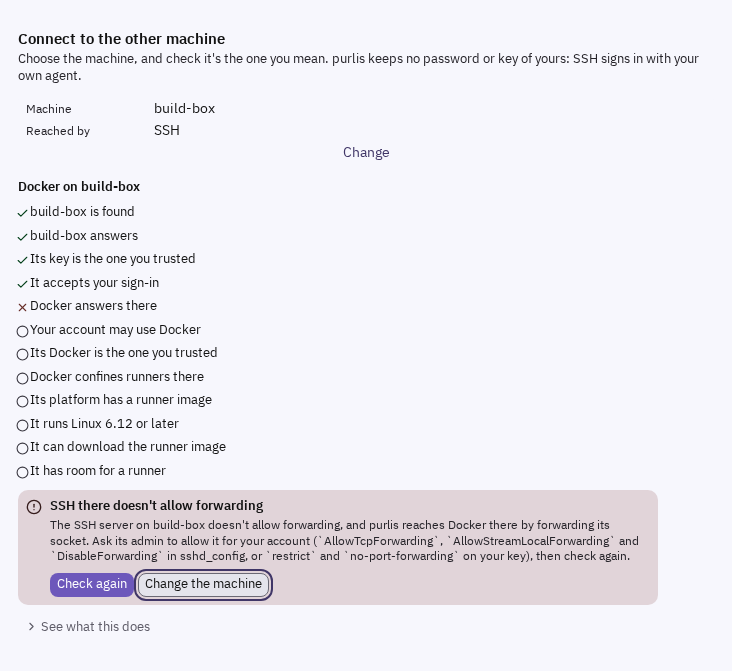 Connect to the other machine
Choose the machine, and check it's the one you mean. purlis keeps no password or key of yours: SSH signs in with your
own agent.
Machine build-box
Reached by SSH
Change
Docker on build-box
build-box is found
build-box answers
Its key is the one you trusted
It accepts your sign-in
Docker answers there
Your account may use Docker
Its Docker is the one you trusted
Docker confines runners there
Its platform has a runner image
It runs Linux 6.12 or later
It can download the runner image
It has room for a runner
SSH there doesn't allow forwarding
The SSH server on build-box doesn't allow forwarding, and purlis reaches Docker there by forwarding its
socket. Ask its admin to allow it for your account (`AllowTcpForwarding`, `AllowStreamLocalForwarding` and
`DisableForwarding` in sshd_config, or `restrict` and `no-port-forwarding` on your key), then check again.
Check again Change the machine
See what this does